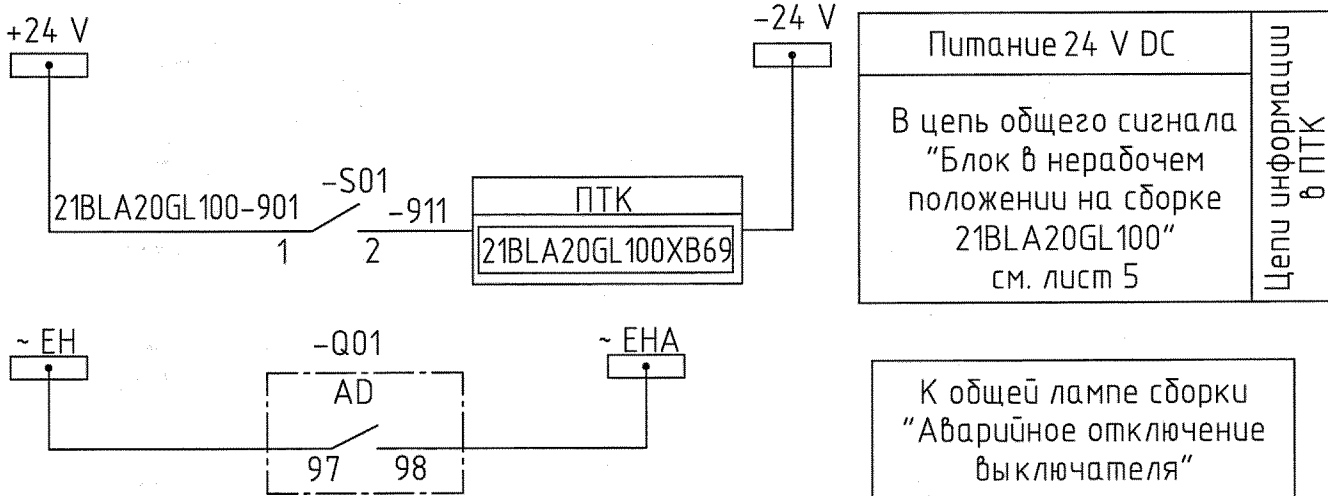 +24 V
-24 V
21BLA20GL100-901
-S01
-911
1
2
ПТК
21BLA20GL100XB69
Питание 24 V DC
В цепь общего сигнала
"Блок в нерабочем
положении на сборке
21BLA20GL100"
см. лист 5
Цепи информации
в ПТК
~ EH
-Q01
~ EHA
AD
97
98
К общей лампе сборки
"Аварийное отключение
выключателя"